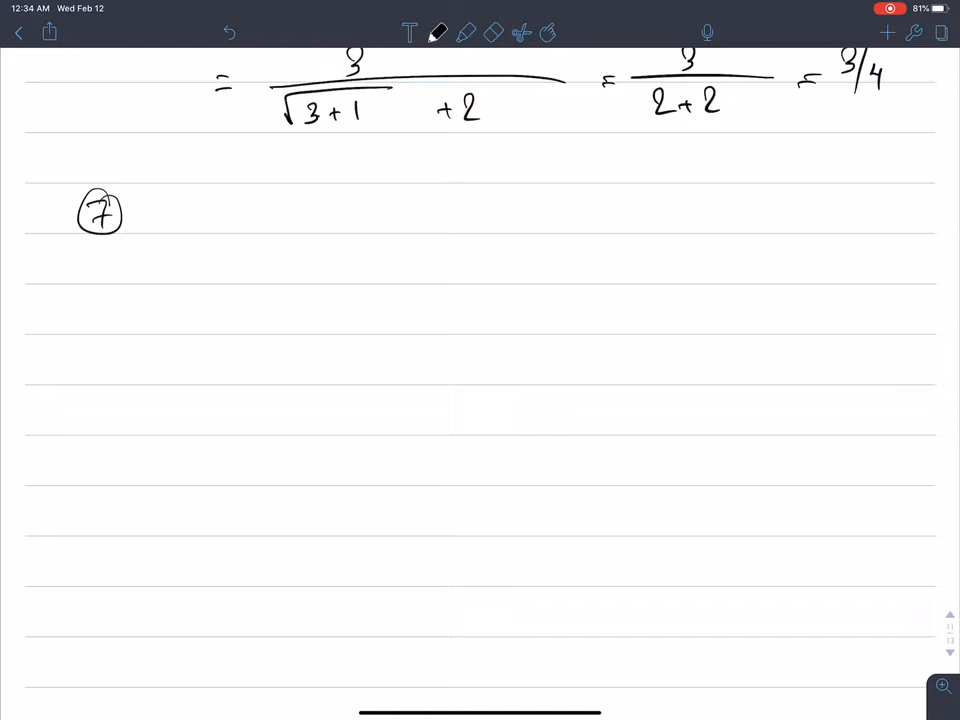 12:34 AM Wed Feb 12
81%
= 3 / (√(3+1) + 2) = 3 / (2+2) = 3/4
7